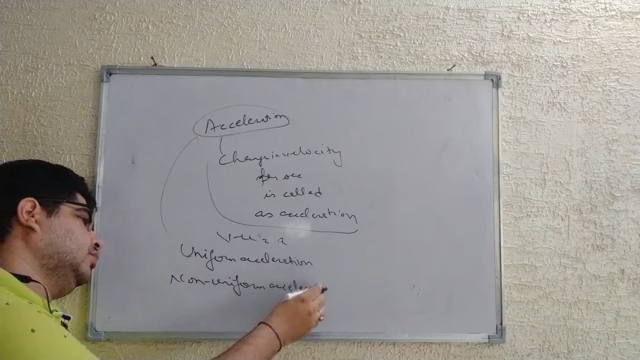 Acceleration
Change in velocity
per sec
is called
as acceleration
Uniform acceleration
Non-uniform